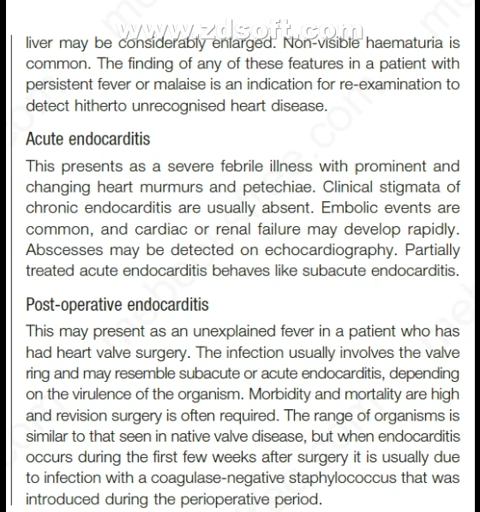 www.zdsoft.com
liver may be considerably enlarged. Non-visible haematuria is
common. The finding of any of these features in a patient with
persistent fever or malaise is an indication for re-examination to
detect hitherto unrecognised heart disease.
Acute endocarditis
This presents as a severe febrile illness with prominent and
changing heart murmurs and petechiae. Clinical stigmata of
chronic endocarditis are usually absent. Embolic events are
common, and cardiac or renal failure may develop rapidly.
Abscesses may be detected on echocardiography. Partially
treated acute endocarditis behaves like subacute endocarditis.
Post-operative endocarditis
This may present as an unexplained fever in a patient who has
had heart valve surgery. The infection usually involves the valve
ring and may resemble subacute or acute endocarditis, depending
on the virulence of the organism. Morbidity and mortality are high
and revision surgery is often required. The range of organisms is
similar to that seen in native valve disease, but when endocarditis
occurs during the first few weeks after surgery it is usually due
to infection with a coagulase-negative staphylococcus that was
introduced during the perioperative period.